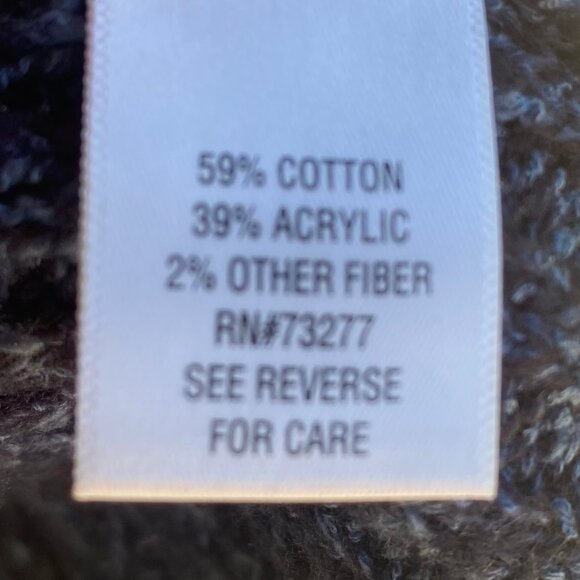 59% COTTON
39% ACRYLIC
2% OTHER FIBER
RN#73277
SEE REVERSE
FOR CARE